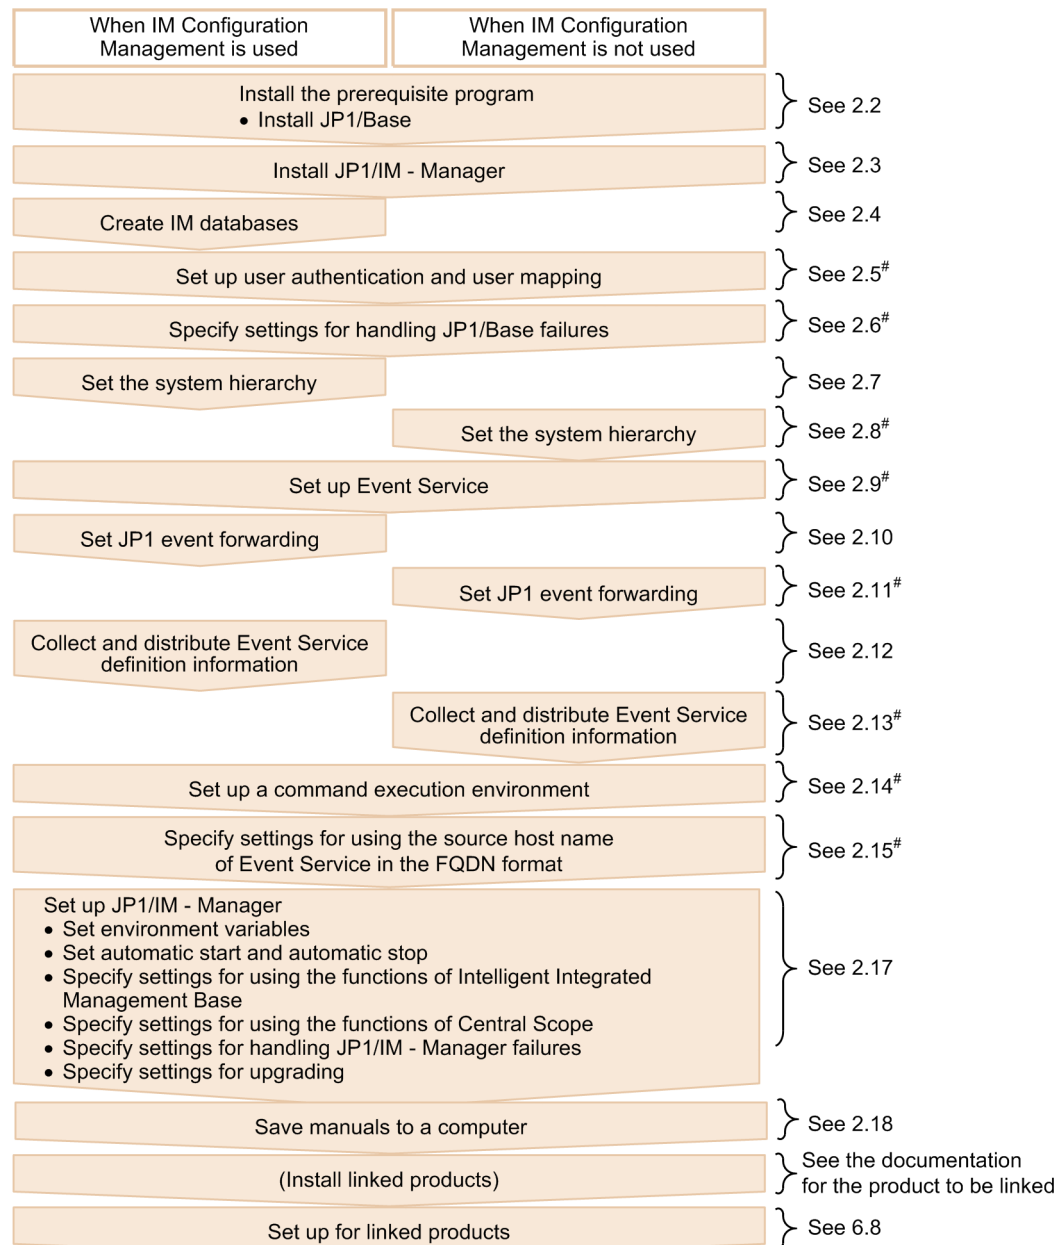 When IM Configuration
Management is used
When IM Configuration
Management is not used
Install the prerequisite program
• Install JP1/Base
See 2.2
Install JP1/IM - Manager
See 2.3
Create IM databases
See 2.4
Set up user authentication and user mapping
See 2.5#
Specify settings for handling JP1/Base failures
See 2.6#
Set the system hierarchy
See 2.7
Set the system hierarchy
See 2.8#
Set up Event Service
See 2.9#
Set JP1 event forwarding
See 2.10
Set JP1 event forwarding
See 2.11#
Collect and distribute Event Service
definition information
See 2.12
Collect and distribute Event Service
definition information
See 2.13#
Set up a command execution environment
See 2.14#
Specify settings for using the source host name
of Event Service in the FQDN format
See 2.15#
Set up JP1/IM - Manager
• Set environment variables
• Set automatic start and automatic stop
• Specify settings for using the functions of Intelligent Integrated
Management Base
• Specify settings for using the functions of Central Scope
• Specify settings for handling JP1/IM - Manager failures
• Specify settings for upgrading
See 2.17
Save manuals to a computer
See 2.18
(Install linked products)
See the documentation
for the product to be linked
Set up for linked products
See 6.8